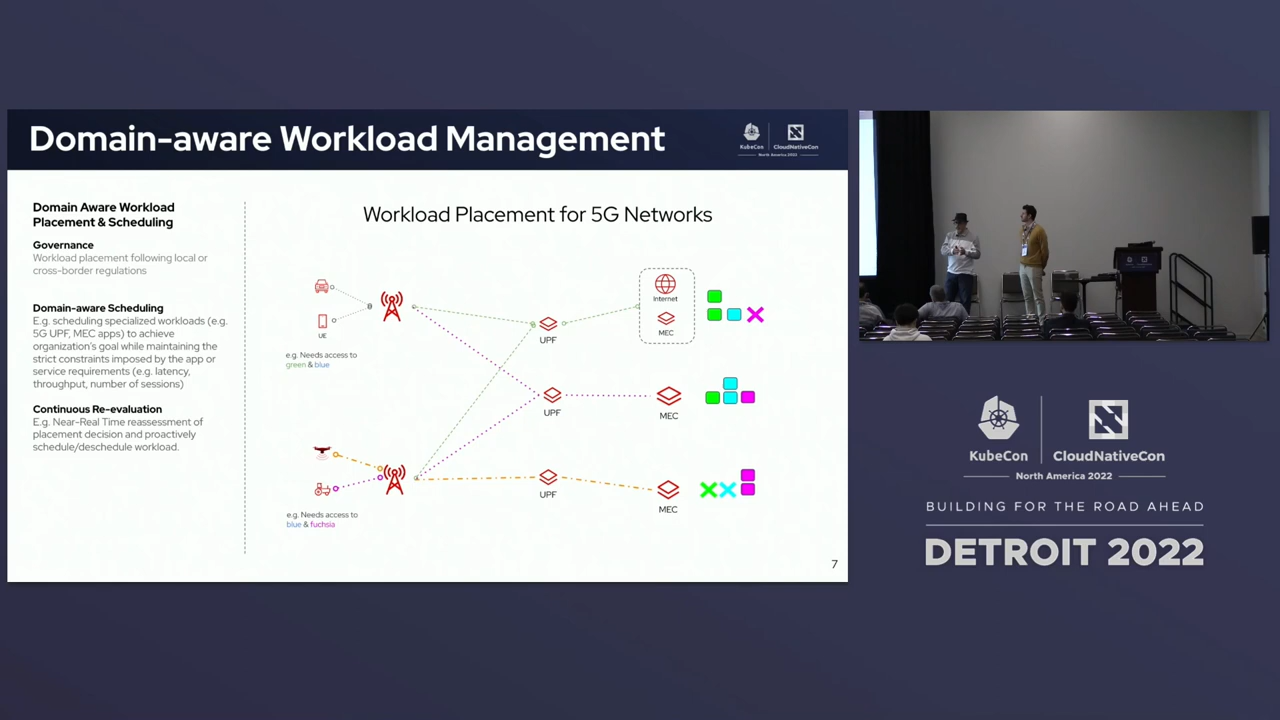 Domain-aware Workload Management
KubeCon
CloudNativeCon
North America 2022
Domain Aware Workload
Placement & Scheduling
Governance
Workload placement following local or
cross-border regulations
Domain-aware Scheduling
E.g. scheduling specialized workloads (e.g.
5G UPF, MEC apps) to achieve
organization's goal while maintaining the
strict constraints imposed by the app or
service requirements (e.g. latency,
throughput, number of sessions)
Continuous Re-evaluation
E.g. Near-Real Time reassessment of
placement decision and proactively
schedule/deschedule workload.
Workload Placement for 5G Networks
UE
e.g. Needs access to
green & blue
UPF
Internet
MEC
UPF
MEC
e.g. Needs access to
blue & fuchsia
UPF
MEC
7
KubeCon
CloudNativeCon
North America 2022
BUILDING FOR THE ROAD AHEAD
DETROIT 2022